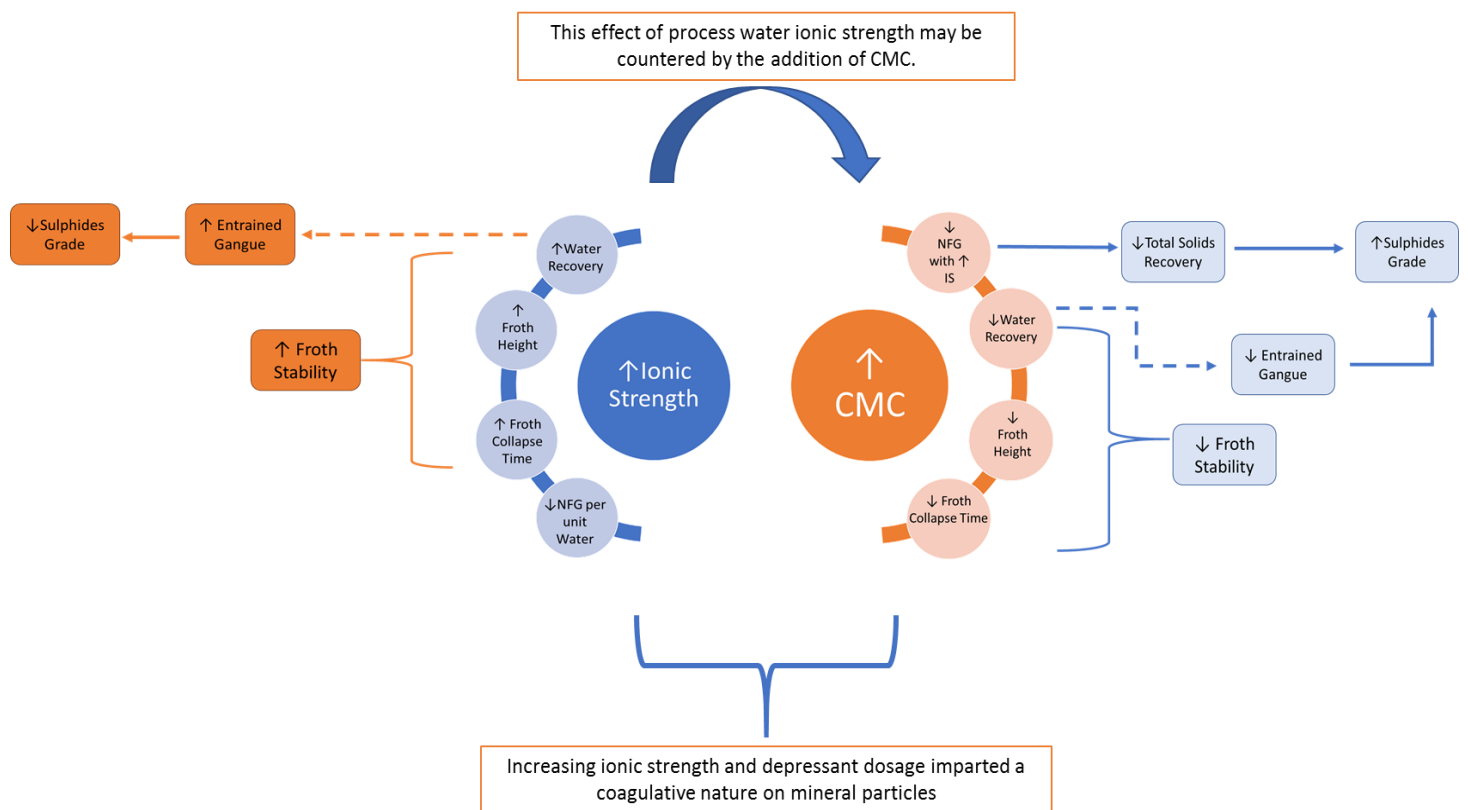 This effect of process water ionic strength may be
countered by the addition of CMC.
↓Sulphides
Grade
↑ Entrained
Gangue
↑Water
Recovery
↑
Froth
Height
↑ Froth
Stability
↑ Froth
Collapse
Time
↓NFG per
unit
Water
↑Ionic
Strength
↑
CMC
↓
NFG
with ↑
IS
↓Water
Recovery
↓
Froth
Height
↓ Froth
Collapse Time
↓Total Solids
Recovery
↑Sulphides
Grade
↓ Entrained
Gangue
↓ Froth
Stability
Increasing ionic strength and depressant dosage imparted a
coagulative nature on mineral particles